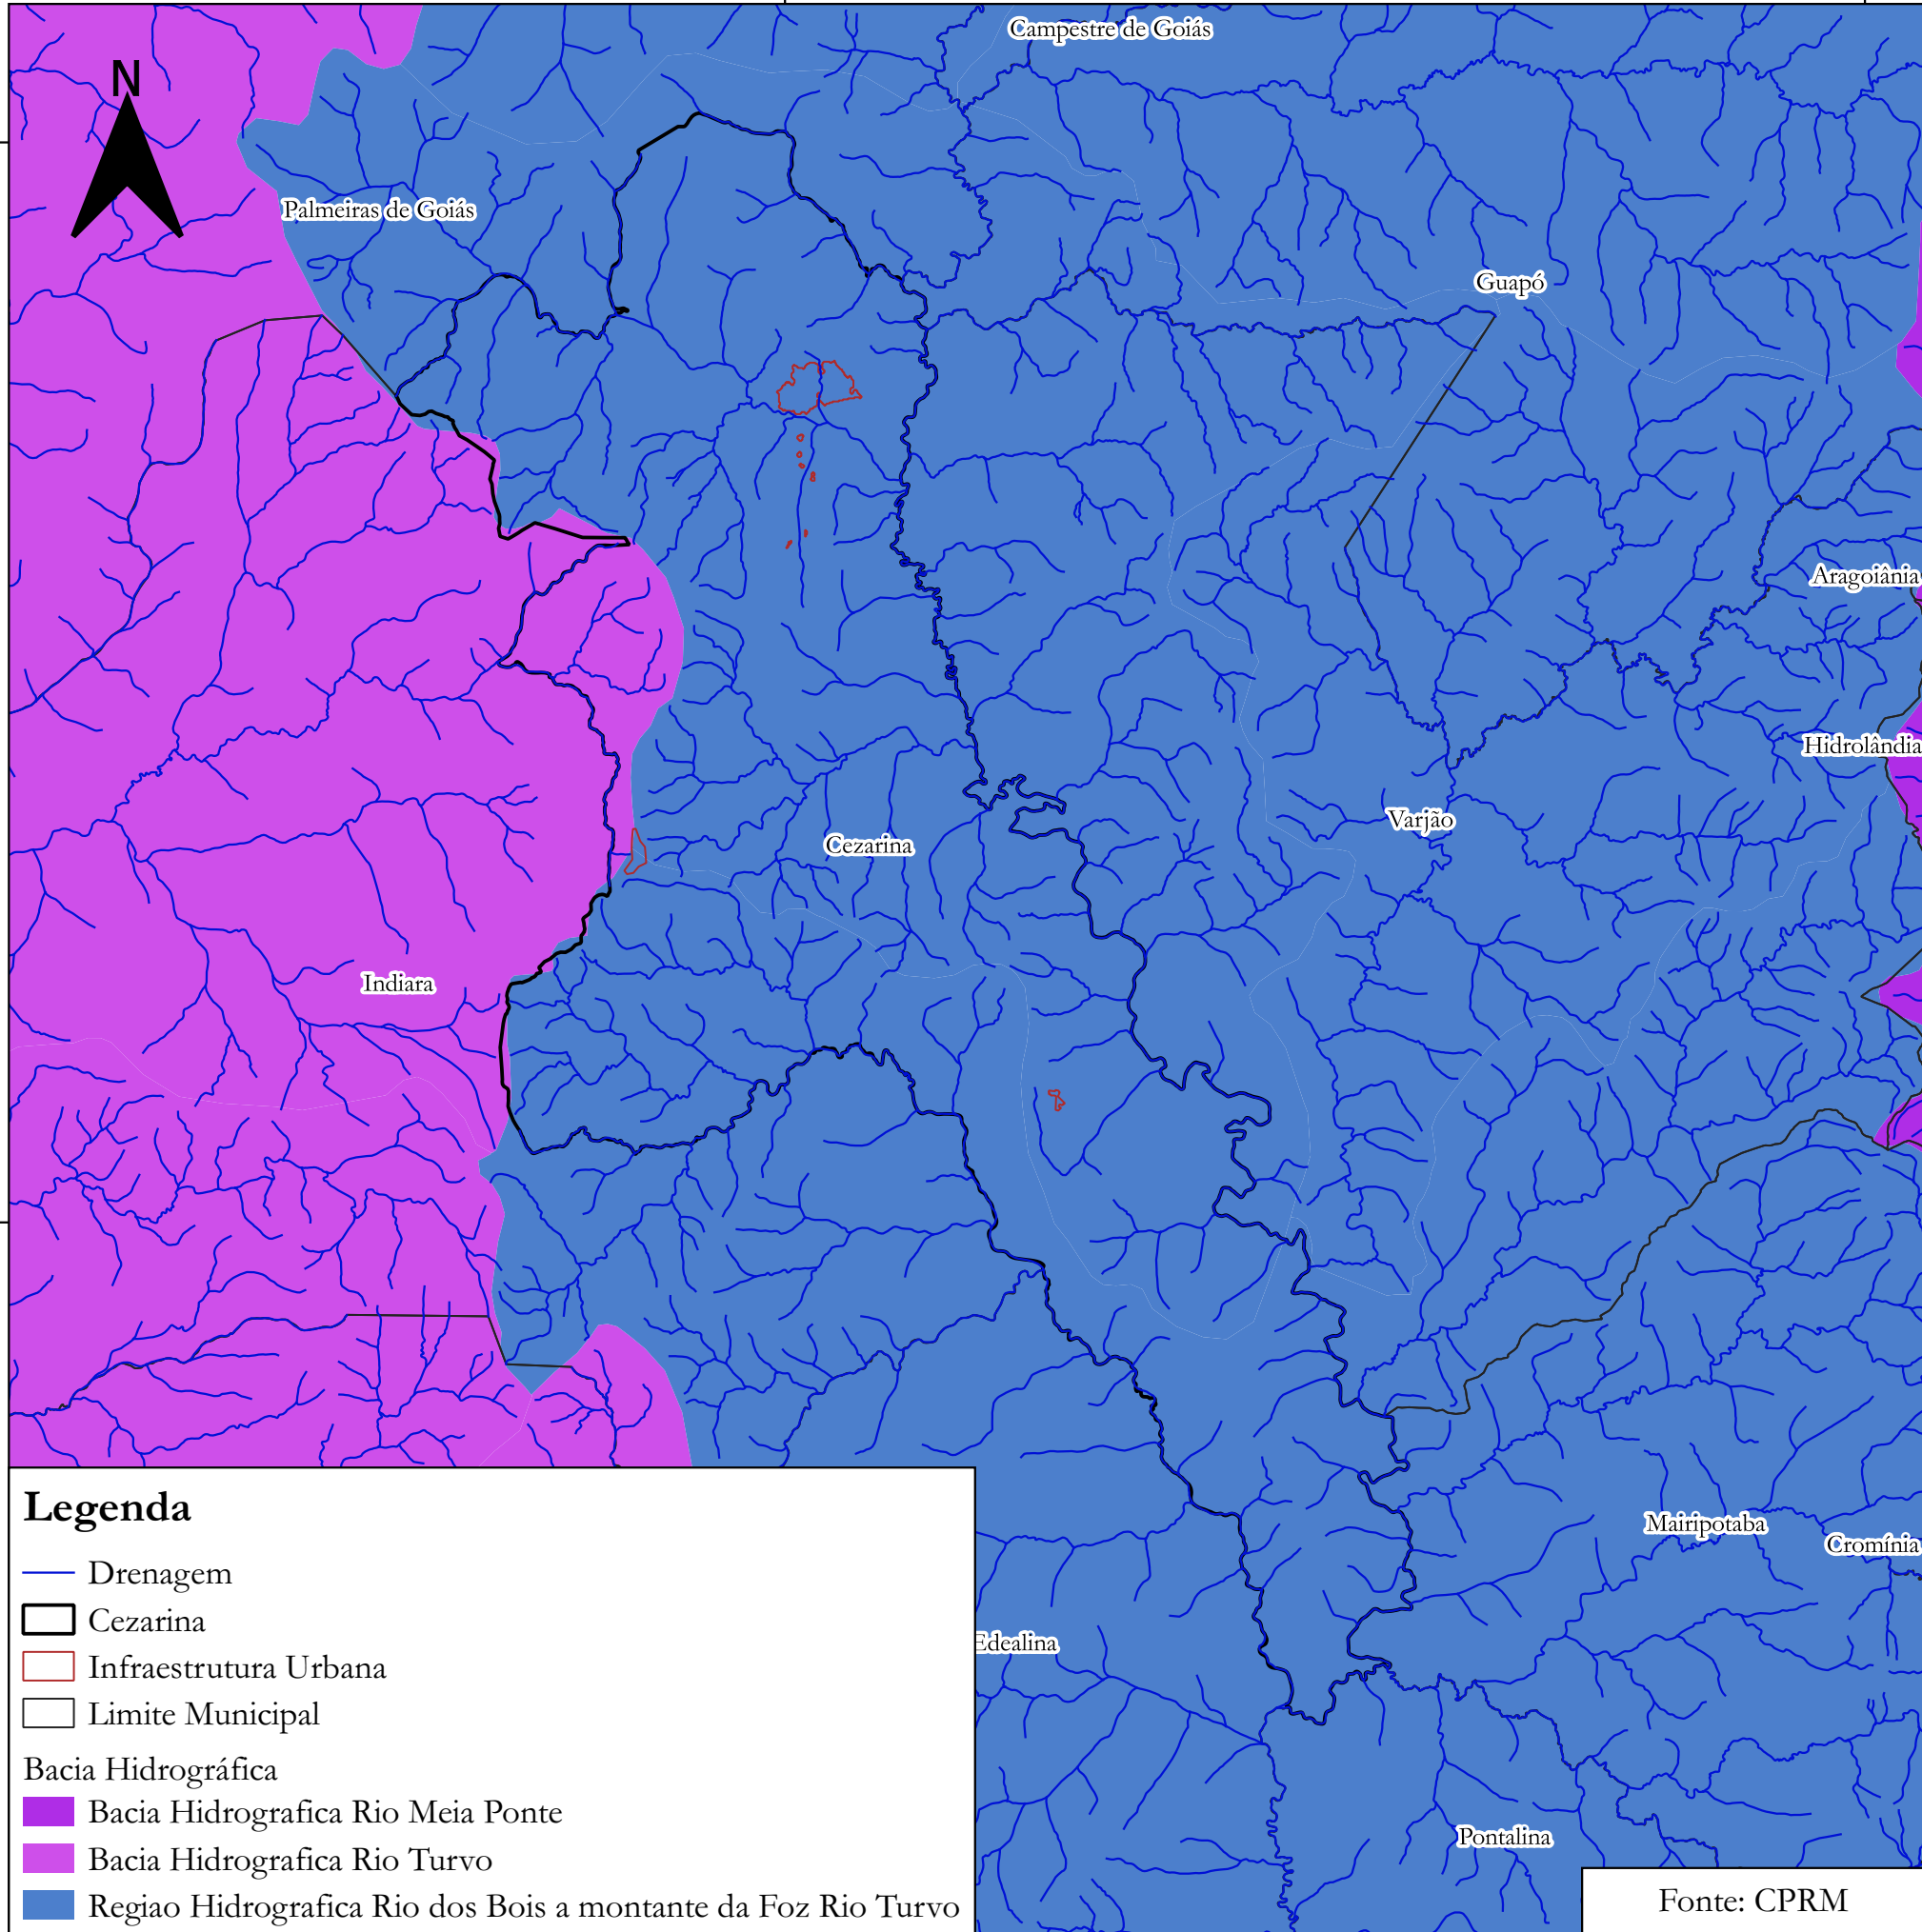 Campestre de Goiás
N
Palmeiras de Goiás
Guapó
Aragoiânia
Hidrolândia
Varjão
Cezarina
Indiara
Legenda
Drenagem
Cezarina
Infraestrutura Urbana
Limite Municipal
Bacia Hidrográfica
Bacia Hidrografica Rio Meia Ponte
Bacia Hidrografica Rio Turvo
Regiao Hidrografica Rio dos Bois a montante da Foz Rio Turvo
Mairipotaba
Cromínia
Edealina
Pontalina
Fonte: CPRM